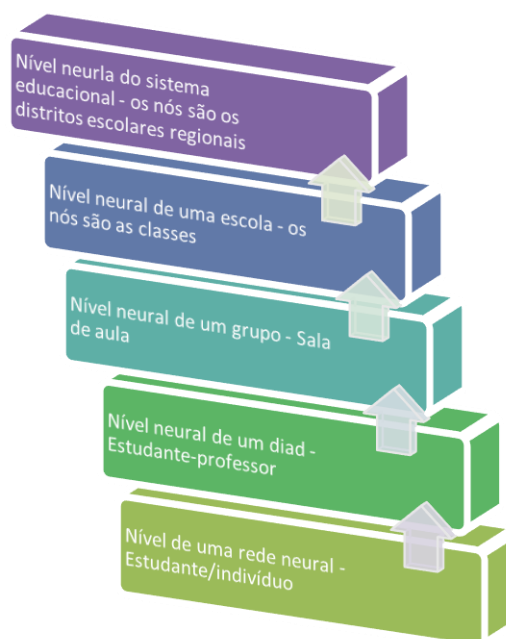 Nível neurla do sistema
educacional - os nós são os
distritos escolares regionais
Nível neural de uma escola - os
nós são as classes
Nível neural de um grupo - Sala
de aula
Nível neural de um diad -
Estudante-professor
Nível de uma rede neural -
Estudante/indivíduo